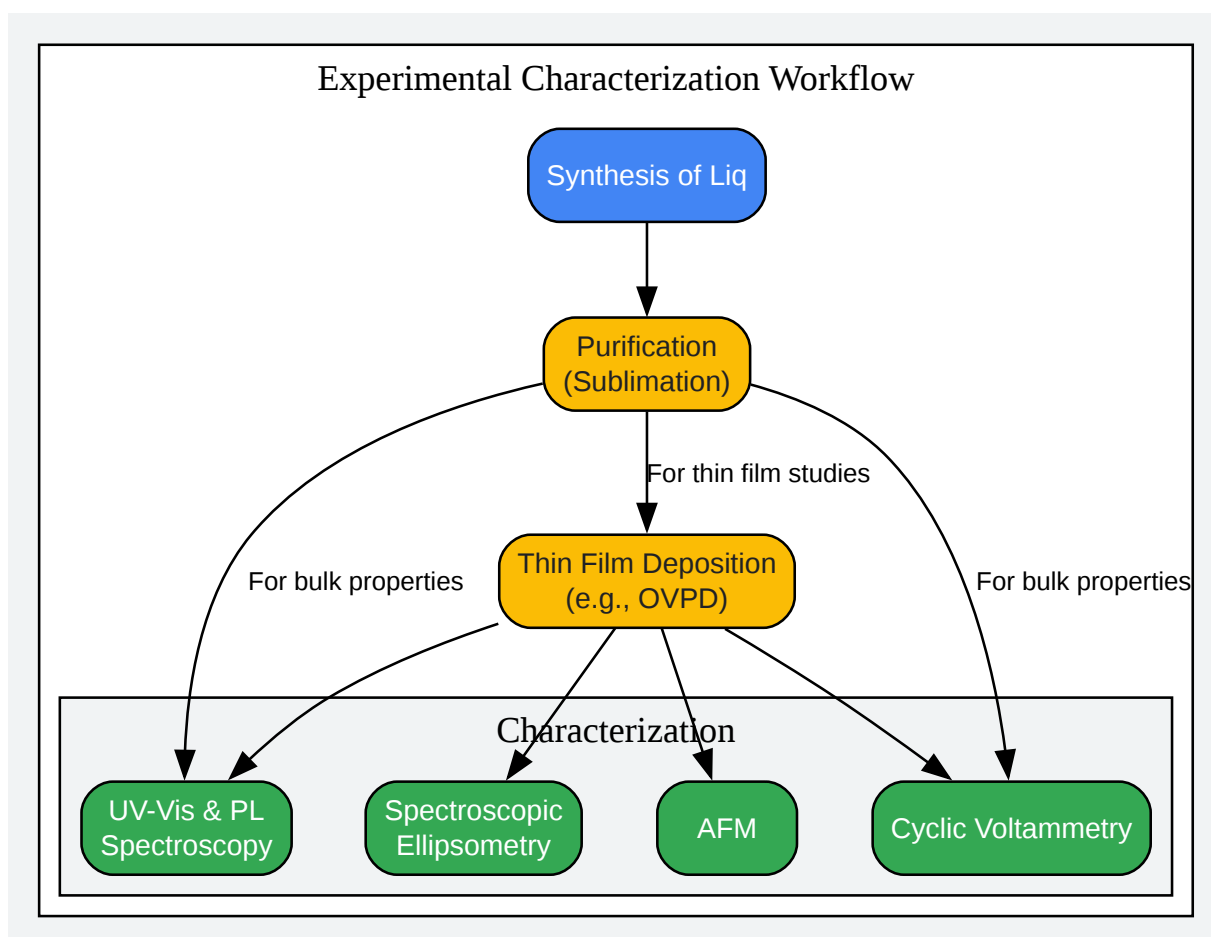 Experimental Characterization Workflow
Synthesis of Liq
Purification
(Sublimation)
For thin film studies
For bulk properties
Thin Film Deposition
(e.g., OVPD)
For bulk properties
Characterization
UV-Vis & PL
Spectroscopy
Spectroscopic
Ellipsometry
AFM
Cyclic Voltammetry